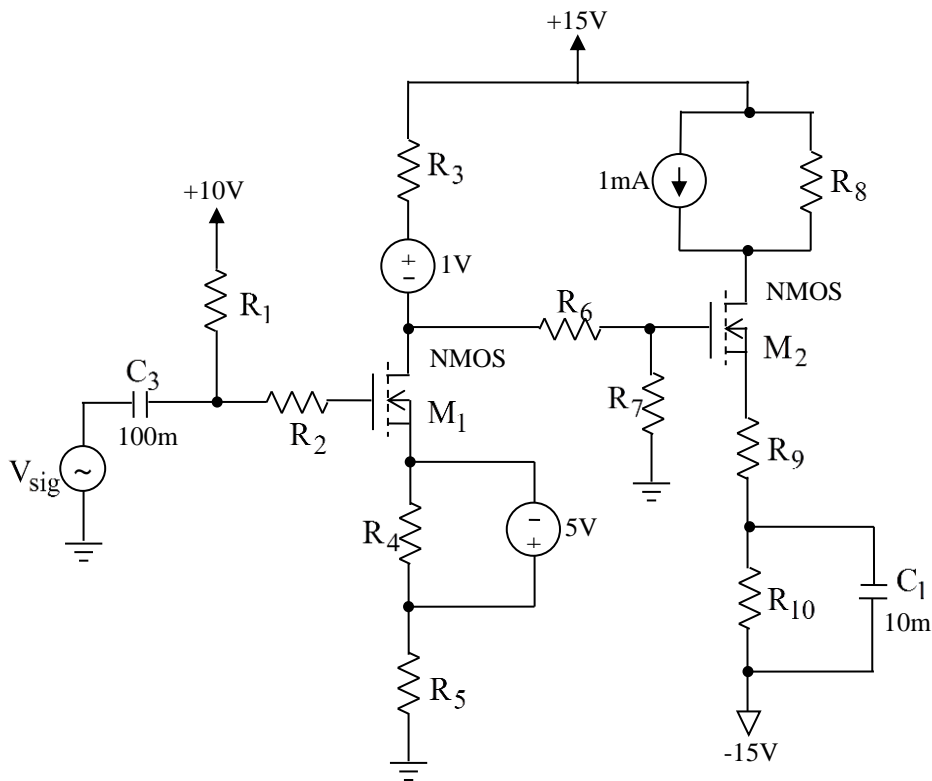 +15V
R3
1mA
R8
+10V
+
-
1V
R1
R6
NMOS
M2
NMOS
C3
100m
R2
M1
R7
Vsig
~
R4
-
+
5V
R9
R10
C1
10m
R5
-15V